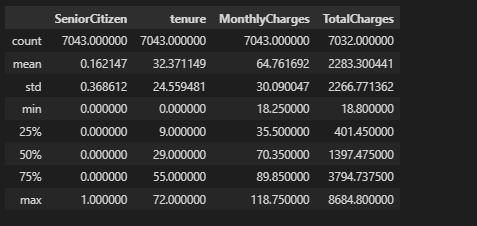 SeniorCitizen tenure MonthlyCharges TotalCharges
count 7043.000000 7043.000000 7043.000000 7032.000000
mean 0.162147 32.371149 64.761692 2283.300441
std 0.368612 24.559481 30.090047 2266.771362
min 0.000000 0.000000 18.250000 18.800000
25% 0.000000 9.000000 35.500000 401.450000
50% 0.000000 29.000000 70.350000 1397.475000
75% 0.000000 55.000000 89.850000 3794.737500
max 1.000000 72.000000 118.750000 8684.800000